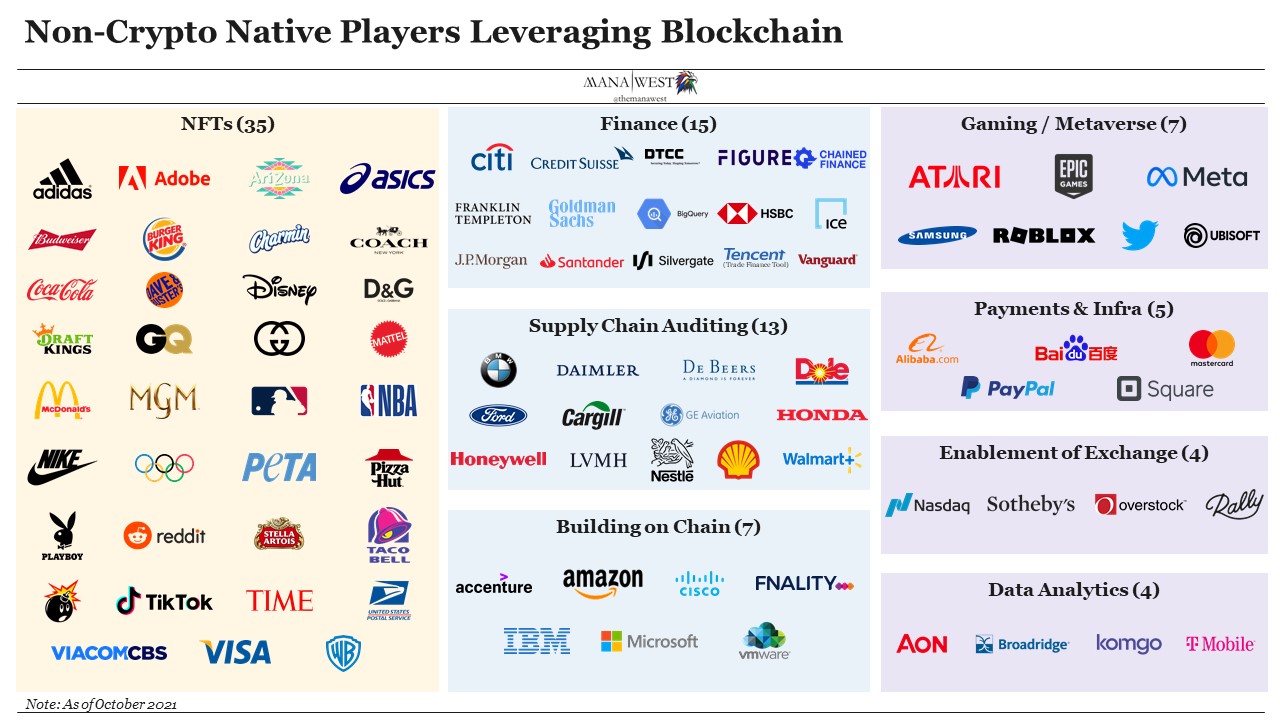 Non-Crypto Native Players Leveraging Blockchain
MANA WEST
@themanawest
NFTs (35)
adidas
Adobe
AriZona
asics
Budweiser
BURGER KING
Charmin
COACH
NEW YORK
Coca-Cola
DAVE & BUSTER'S
Disney
D&G
DRAFT KINGS
GQ
MATTEL
McDonald's
MGM
NBA
NIKE
PeTA
Pizza Hut
PLAYBOY
reddit
STELLA ARTOIS
TACO BELL
TikTok
TIME
UNITED STATES POSTAL SERVICE
VIACOMCBS
VISA
WB
Finance (15)
citi
CREDIT SUISSE
DTCC
FIGURE
CHAINED FINANCE
FRANKLIN TEMPLETON
Goldman Sachs
BigQuery
HSBC
ICE
J.P.Morgan
Santander
Silvergate
Tencent
(Trade Finance Tool)
Vanguard
Supply Chain Auditing (13)
BMW
DAIMLER
DE BEERS
A DIAMOND IS FOREVER
Dole
Ford
Cargill
GE Aviation
HONDA
Honeywell
LVMH
Nestlé
Walmart+
Building on Chain (7)
accenture
amazon
CISCO
FNALITY
IBM
Microsoft
vmware
Gaming / Metaverse (7)
ATARI
EPIC GAMES
Meta
SAMSUNG
ROBLOX
UBISOFT
Payments & Infra (5)
Alibaba.com
Baidu百度
mastercard
PayPal
Square
Enablement of Exchange (4)
Nasdaq
Sotheby's
overstock
Rally
Data Analytics (4)
AON
Broadridge
komgo
T Mobile
Note: As of October 2021